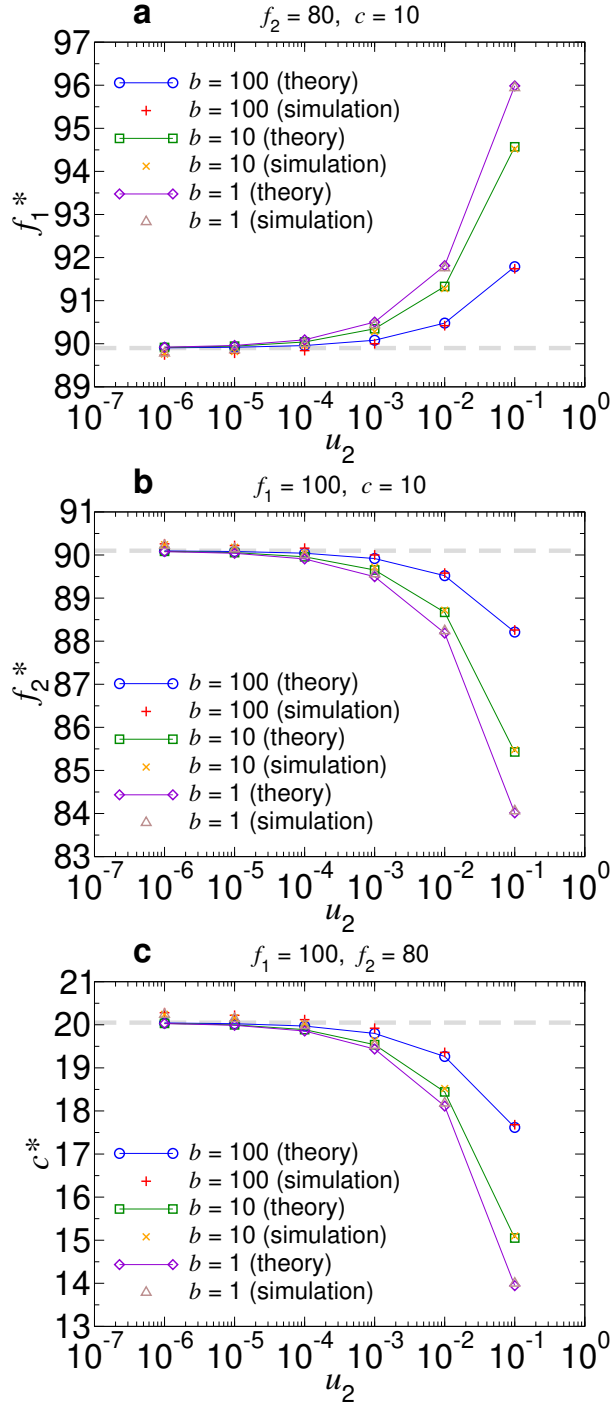 a
f₂ = 80, c = 10
97
96
95
94
93
92
91
90
89
f₁*
b = 100 (theory)
b = 100 (simulation)
b = 10 (theory)
b = 10 (simulation)
b = 1 (theory)
b = 1 (simulation)
10⁻⁷ 10⁻⁶ 10⁻⁵ 10⁻⁴ 10⁻³ 10⁻² 10⁻¹ 10⁰
u₂
b
f₁ = 100, c = 10
91
90
89
88
87
86
85
84
83
f₂*
b = 100 (theory)
b = 100 (simulation)
b = 10 (theory)
b = 10 (simulation)
b = 1 (theory)
b = 1 (simulation)
10⁻⁷ 10⁻⁶ 10⁻⁵ 10⁻⁴ 10⁻³ 10⁻² 10⁻¹ 10⁰
u₂
c
f₁ = 100, f₂ = 80
21
20
19
18
17
16
15
14
13
c*
b = 100 (theory)
b = 100 (simulation)
b = 10 (theory)
b = 10 (simulation)
b = 1 (theory)
b = 1 (simulation)
10⁻⁷ 10⁻⁶ 10⁻⁵ 10⁻⁴ 10⁻³ 10⁻² 10⁻¹ 10⁰
u₂